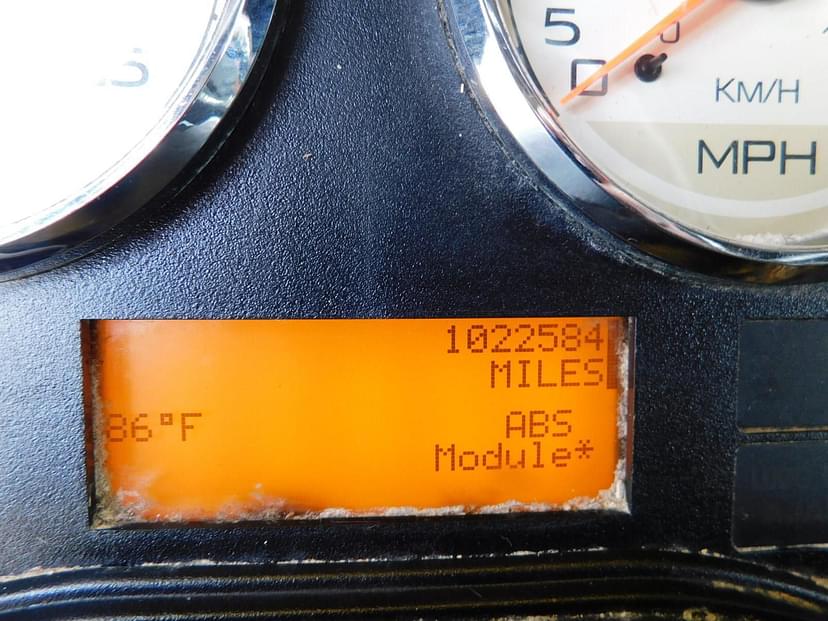 5
0
KM/H
MPH
1022584
MILES
86°F
ABS
Module*